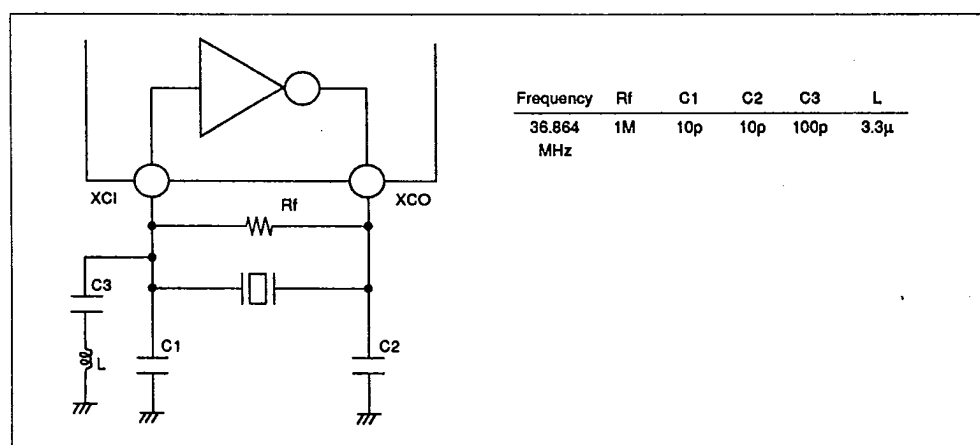 XCI
XCO
Rf
C3
C1
C2
L
Frequency Rf C1 C2 C3 L
36.864 1M 10p 10p 100p 3.3µ
MHz